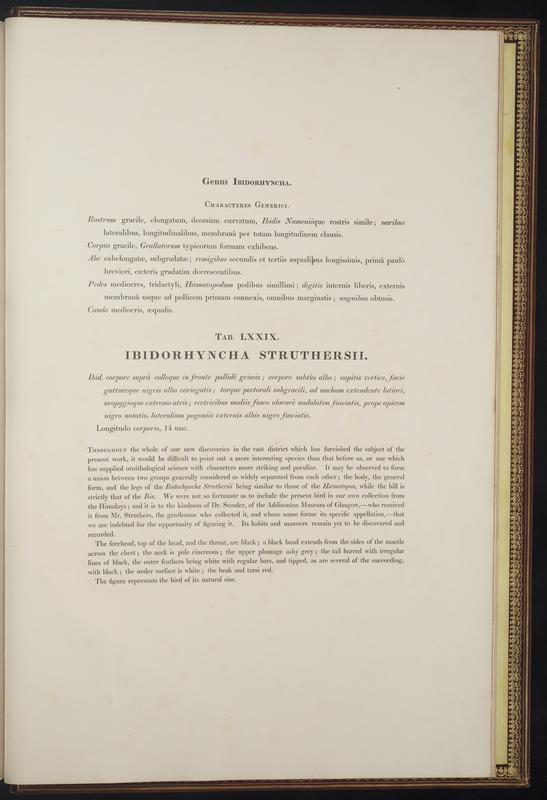 Genus Ibidorhyncha.
Characteres Generici.
Rostrum gracile, elongatum, deorsùm curvatum, Ibidis Numeniique rostris simile; naribus
lateralibus, longitudinalibus, membranâ per totam longitudinem clausis.
Corpus gracile, Grallatorum typicorum formam exhibens.
Alæ subelongatæ, subgradatæ; remigibus secundis et tertiis æqualibus longissimis, primâ paulò
breviori, cæteris gradatim decrescentibus.
Pedes mediocres, tridactyli, Hæmatopodum pedibus simillimi; digitis internis liberis, externis
membranâ usque ad pollicem primam connexis, omnibus marginatis; unguibus obtusis.
Cauda mediocris, æqualis.
Tab. LXXIX.
IBIDORHYNCHA STRUTHERSII.
Ibid. corpore suprà colloque in fronte pallidè griseis; corpore subtùs albo; capitis vertice, facie
guttureque nigris albo variegatis; torque pectorali subgracili, ad nucham extendente latiori,
uropygioque extremo atris; rectricibus mediis fusco obscurè undulatim fasciatis, prope apicem
nigro notatis, lateralium pogoniis externis albis nigro fasciatis.
Longitudo corporis, 14 unc.
Throughout the whole of our new discoveries in the vast district which has furnished the subject of the
present work, it would be difficult to point out a more interesting species than that before us, or one which
has supplied ornithological science with characters more striking and peculiar. It may be observed to form
a union between two groups generally considered as widely separated from each other; the body, the general
form, and the legs of the Ibidorhyncha Struthersii being similar to those of the Hæmatopus, while the bill is
strictly that of the Ibis. We were not so fortunate as to include the present bird in our own collection from
the Himalaya; and it is to the kindness of Dr. Scouler, of the Addisonian Museum of Glasgow,—who received
it from Mr. Struthers, the gentleman who collected it, and whose name forms its specific appellation,—that
we are indebted for the opportunity of figuring it. Its habits and manners remain yet to be discovered and
recorded.
The forehead, top of the head, and the throat, are black; a black band extends from the sides of the mantle
across the chest; the neck is pale cinereous; the upper plumage ashy grey; the tail barred with irregular
lines of black, the outer feathers being white with regular bars, and tipped, as are several of the succeeding,
with black; the under surface is white; the beak and tarsi red.
The figure represents the bird of its natural size.